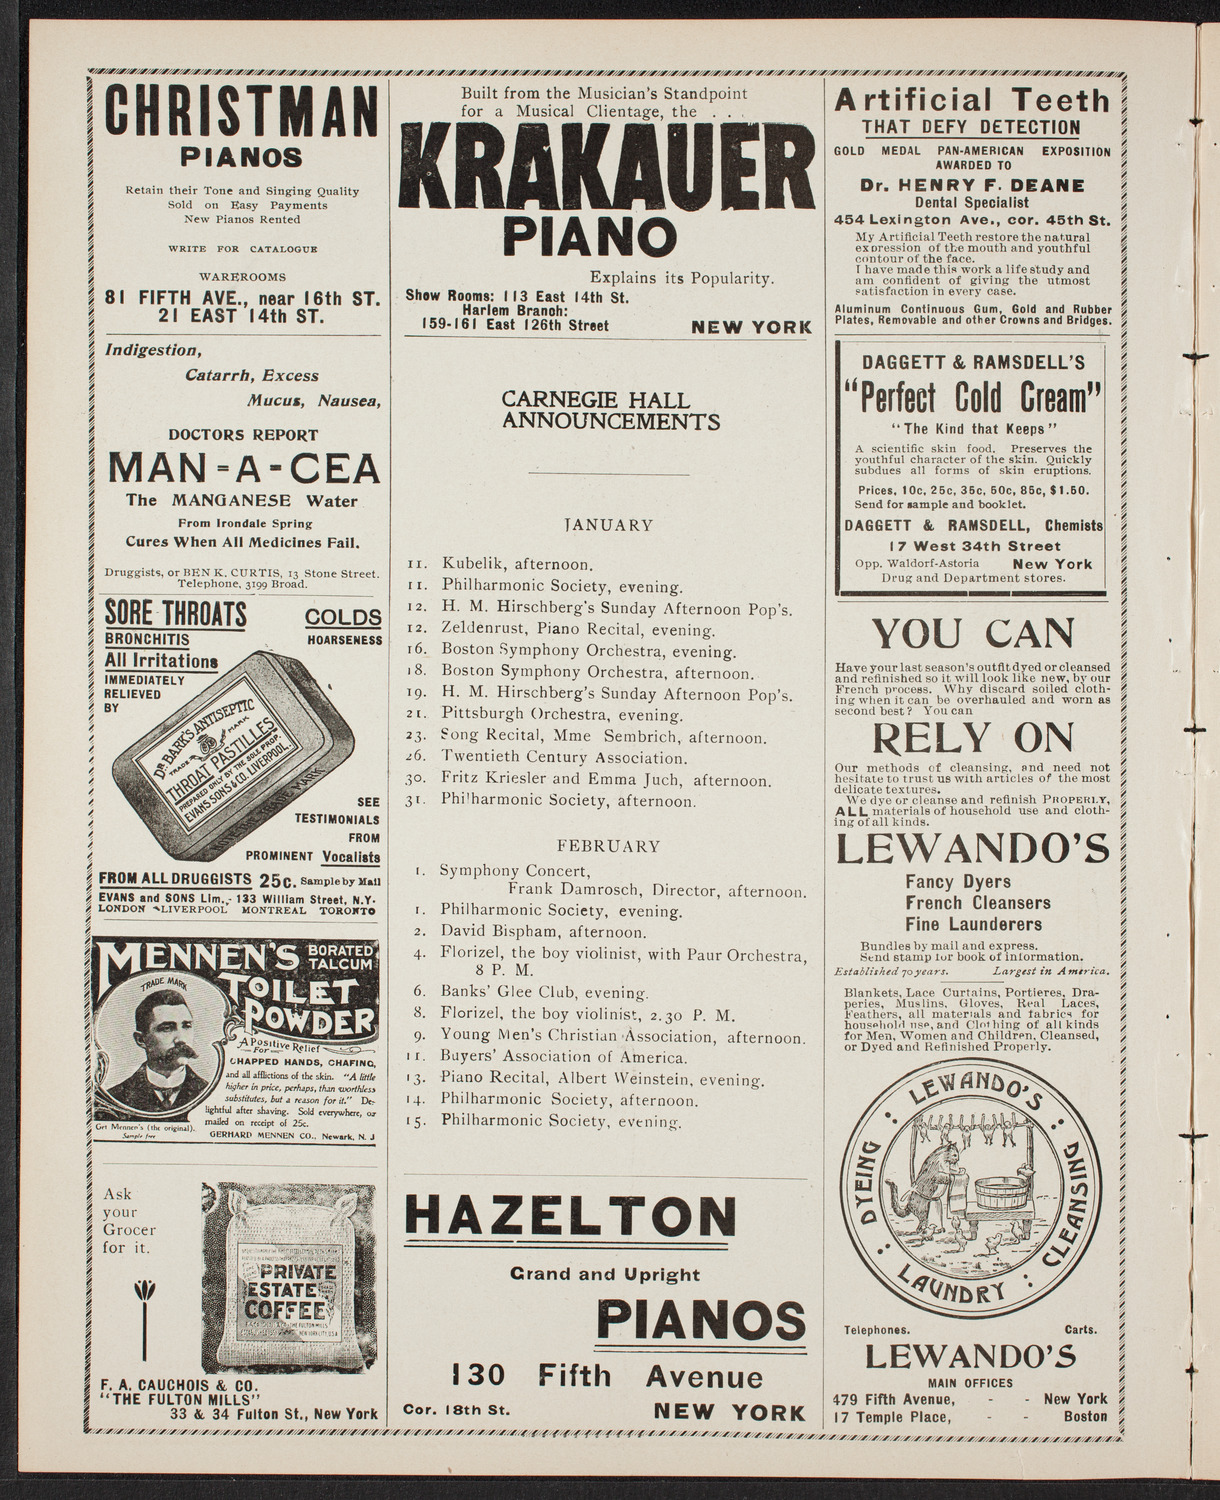 CHRISTMAN
PIANOS
Retain their Tone and Singing Quality
Sold on Easy Payments
New Pianos Rented
WRITE FOR CATALOGUE
WAREROOMS
81 FIFTH AVE., near 16th ST.
21 EAST 14th ST.
Indigestion,
Catarrh, Excess
Mucus, Nausea,
DOCTORS REPORT
MAN-A-CEA
The MANGANESE Water
From Irondale Spring
Cures When All Medicines Fail.
Druggists, or BEN K. CURTIS, 13 Stone Street.
Telephone, 3199 Broad.
SORE THROATS COLDS
BRONCHITIS HOARSENESS
All Irritations
IMMEDIATELY
RELIEVED
BY
DR BARK'S ANTISEPTIC
TRADE MARK
THROAT PASTILLES
PREPARED ONLY BY THE SOLE PROP.
EVANS SONS & CO. LIVERPOOL.
TRADE MARK
SEE
TESTIMONIALS
FROM
PROMINENT Vocalists
FROM ALL DRUGGISTS 25c. Sample by Mail
EVANS and SONS Lim., - 133 William Street, N.Y.
LONDON LIVERPOOL MONTREAL TORONTO
MENNEN'S BORATED
TALCUM
TOILET
POWDER
TRADE MARK
A Positive Relief
For
CHAPPED HANDS, CHAFING,
and all afflictions of the skin. "A little
higher in price, perhaps, than worthless
substitutes, but a reason for it." De-
lightful after shaving. Sold everywhere, or
mailed on receipt of 25c.
Get Mennen's (the original).
Sample free
GERHARD MENNEN CO., Newark, N. J
Ask
your
Grocer
for it.
PRIVATE
ESTATE
COFFEE
F. A. CAUCHOIS & CO.
"THE FULTON MILLS"
33 & 34 Fulton St., New York
Built from the Musician's Standpoint
for a Musical Clientage, the . . .
KRAKAUER
PIANO
Explains its Popularity.
Show Rooms: 113 East 14th St.
Harlem Branch:
159-161 East 126th Street NEW YORK
CARNEGIE HALL
ANNOUNCEMENTS
JANUARY
11. Kubelik, afternoon.
11. Philharmonic Society, evening.
12. H. M. Hirschberg's Sunday Afternoon Pop's.
12. Zeldenrust, Piano Recital, evening.
16. Boston Symphony Orchestra, evening.
18. Boston Symphony Orchestra, afternoon.
19. H. M. Hirschberg's Sunday Afternoon Pop's.
21. Pittsburgh Orchestra, evening.
23. Song Recital, Mme Sembrich, afternoon.
26. Twentieth Century Association.
30. Fritz Kriesler and Emma Juch, afternoon.
31. Philharmonic Society, afternoon.
FEBRUARY
1. Symphony Concert,
Frank Damrosch, Director, afternoon.
1. Philharmonic Society, evening.
2. David Bispham, afternoon.
4. Florizel, the boy violinist, with Paur Orchestra,
8 P. M.
6. Banks' Glee Club, evening.
8. Florizel, the boy violinist, 2.30 P. M.
9. Young Men's Christian Association, afternoon.
11. Buyers' Association of America.
13. Piano Recital, Albert Weinstein, evening.
14. Philharmonic Society, afternoon.
15. Philharmonic Society, evening.
HAZELTON
Grand and Upright
PIANOS
130 Fifth Avenue
Cor. 18th St. NEW YORK
Artificial Teeth
THAT DEFY DETECTION
GOLD MEDAL PAN-AMERICAN EXPOSITION
AWARDED TO
Dr. HENRY F. DEANE
Dental Specialist
454 Lexington Ave., cor. 45th St.
My Artificial Teeth restore the natural
expression of the mouth and youthful
contour of the face.
I have made this work a life study and
am confident of giving the utmost
satisfaction in every case.
Aluminum Continuous Gum, Gold and Rubber
Plates, Removable and other Crowns and Bridges.
DAGGETT & RAMSDELL'S
"Perfect Cold Cream"
"The Kind that Keeps"
A scientific skin food. Preserves the
youthful character of the skin. Quickly
subdues all forms of skin eruptions.
Prices, 10c, 25c, 35c, 50c, 85c, $1.50.
Send for sample and booklet.
DAGGETT & RAMSDELL, Chemists
17 West 34th Street
Opp. Waldorf-Astoria New York
Drug and Department stores.
YOU CAN
Have your last season's outfit dyed or cleansed
and refinished so it will look like new, by our
French process. Why discard soiled cloth-
ing when it can be overhauled and worn as
second best? You can
RELY ON
Our methods of cleansing, and need not
hesitate to trust us with articles of the most
delicate textures.
We dye or cleanse and refinish PROPERLY,
ALL materials of household use and cloth-
ing of all kinds.
LEWANDO'S
Fancy Dyers
French Cleansers
Fine Launderers
Bundles by mail and express.
Send stamp for book of information.
Established 70 years. Largest in America.
Blankets, Lace Curtains, Portieres, Dra-
peries, Muslins, Gloves, Real Laces,
Feathers, all materials and fabrics for
household use, and Clothing of all kinds
for Men, Women and Children, Cleansed,
or Dyed and Refinished Properly.
LEWANDO'S
DYEING
CLEANSING
LAUNDRY
Telephones. Carts.
LEWANDO'S
MAIN OFFICES
479 Fifth Avenue, - - New York
17 Temple Place, - - Boston